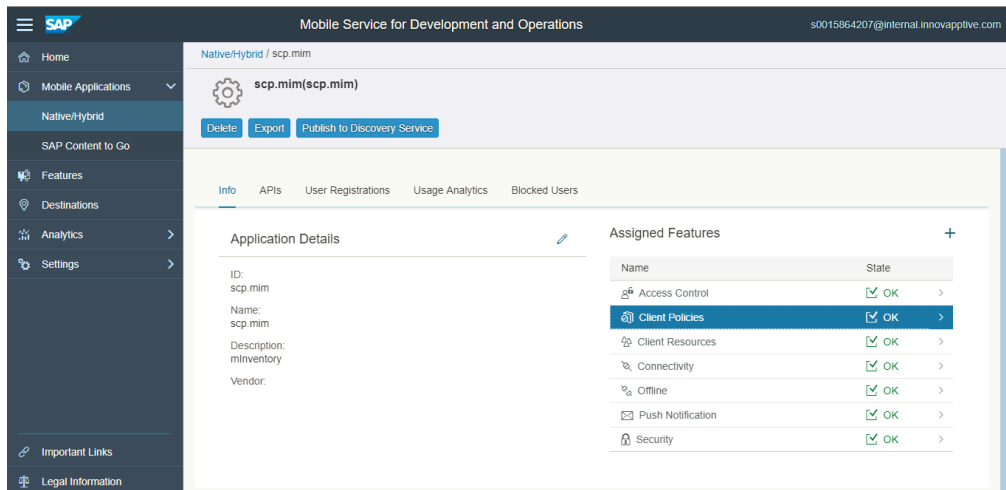 SAP
Mobile Service for Development and Operations
s0015864207@internal.innovapptive.com
Home
Mobile Applications
Native/Hybrid
SAP Content to Go
Features
Destinations
Analytics
Settings
Important Links
Legal Information
Native/Hybrid / scp.mim
scp.mim(scp.mim)
Delete Export Publish to Discovery Service
Info APIs User Registrations Usage Analytics Blocked Users
Application Details
ID:
scp.mim
Name:
scp.mim
Description:
mInventory
Vendor:
Assigned Features
Name State
Access Control OK
Client Policies OK
Client Resources OK
Connectivity OK
Offline OK
Push Notification OK
Security OK